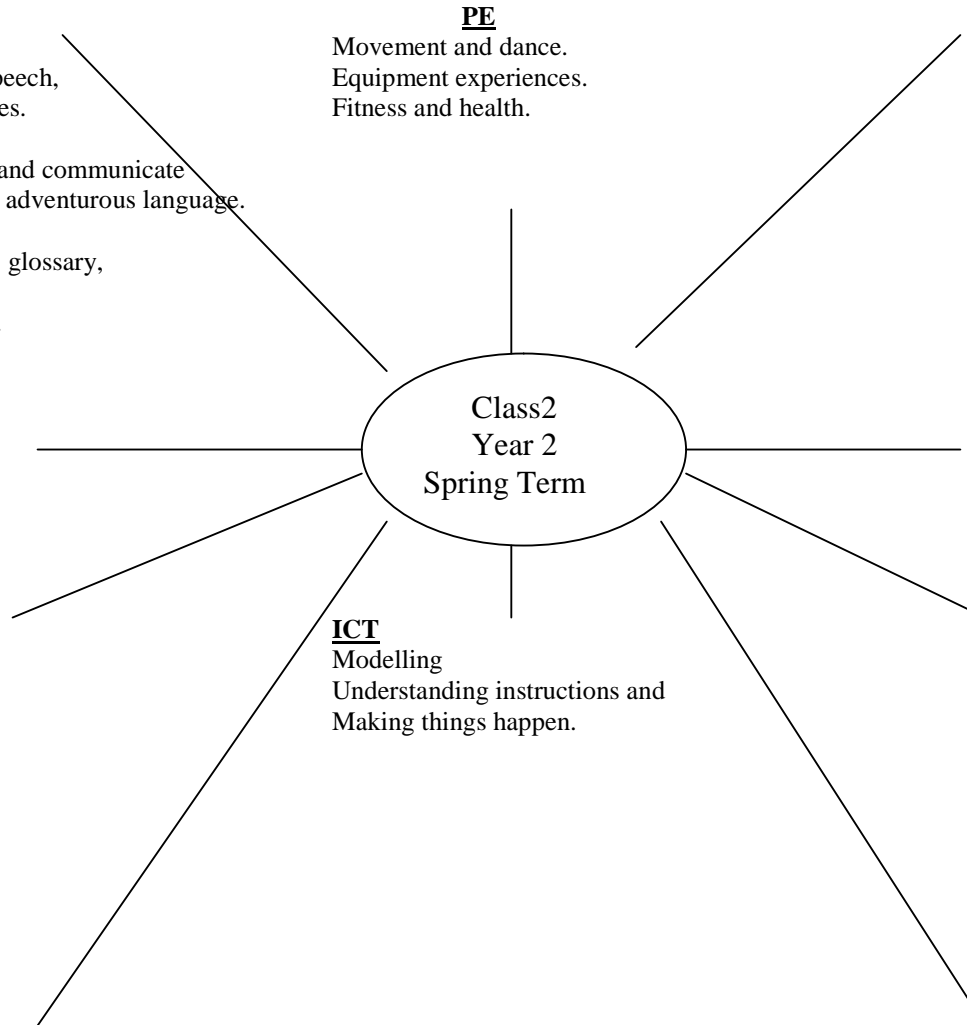 PE
Movement and dance.
Equipment experiences.
Fitness and health.
peech,
es.
and communicate
adventurous language.
glossary,
Class2
Year 2
Spring Term
ICT
Modelling
Understanding instructions and
Making things happen.